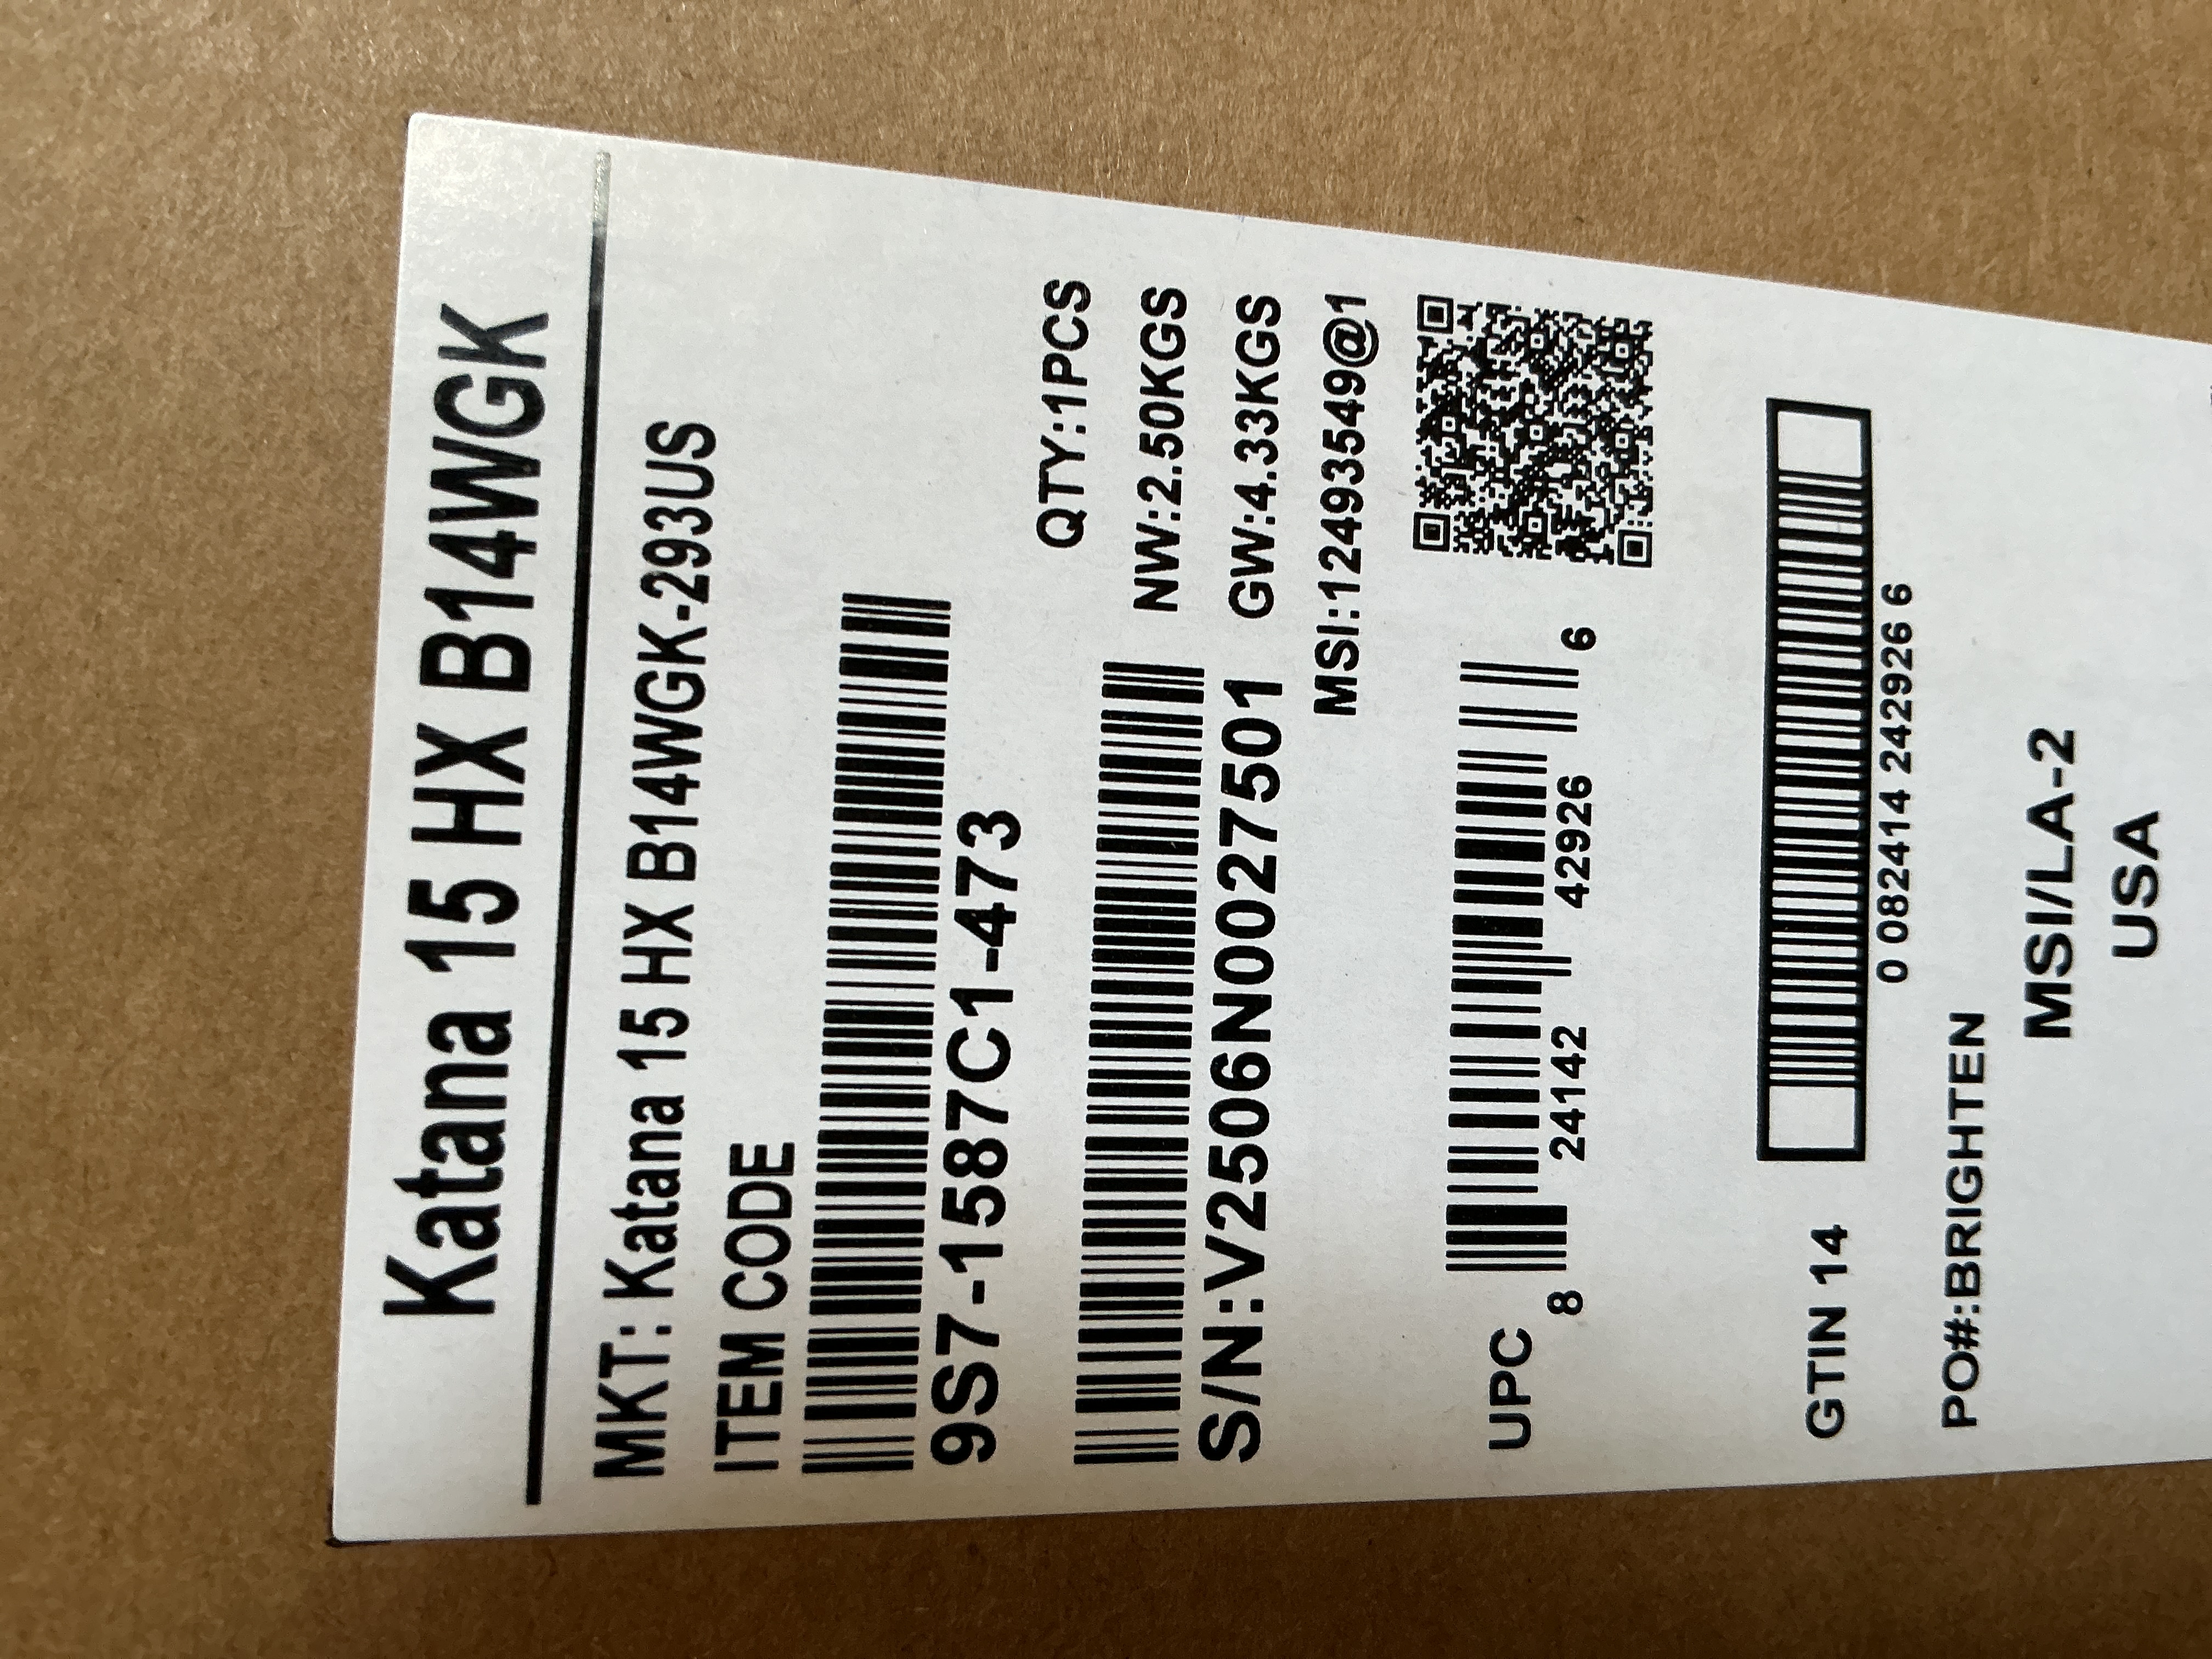 Katana 15 HX B14WGK
MKT: Katana 15 HX B14WGK-293US
ITEM CODE
9S7-1587C1-473
QTY:1PCS
NW:2.50KGS
S/N:V2506N0027501
GW:4.33KGS
MSI:12493549@1
UPC
8 24142 42926 6
GTIN 14
0 082414 242926 6
PO#:BRIGHTEN
MSI/LA-2
USA